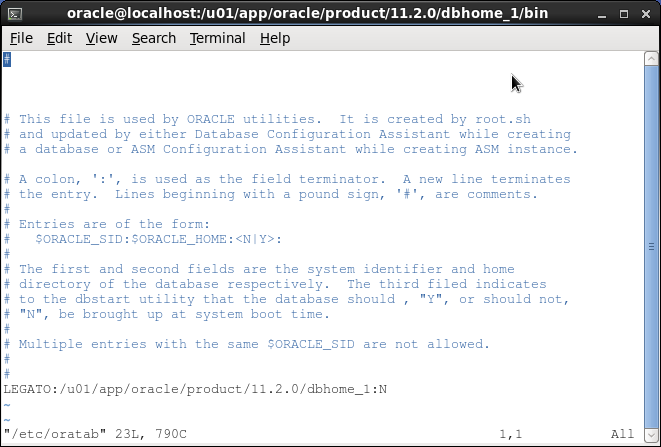 oracle@localhost:/u01/app/oracle/product/11.2.0/dbhome_1/bin
File Edit View Search Terminal Help
#
# This file is used by ORACLE utilities.  It is created by root.sh
# and updated by either Database Configuration Assistant while creating
# a database or ASM Configuration Assistant while creating ASM instance.
# A colon, ':', is used as the field terminator.  A new line terminates
# the entry.  Lines beginning with a pound sign, '#', are comments.
#
# Entries are of the form:
#   $ORACLE_SID:$ORACLE_HOME:<N|Y>:
#
# The first and second fields are the system identifier and home
# directory of the database respectively.  The third filed indicates
# to the dbstart utility that the database should , "Y", or should not,
# "N", be brought up at system boot time.
#
# Multiple entries with the same $ORACLE_SID are not allowed.
#
#
LEGATO:/u01/app/oracle/product/11.2.0/dbhome_1:N
~
~
"/etc/oratab" 23L, 790C 1,1 All